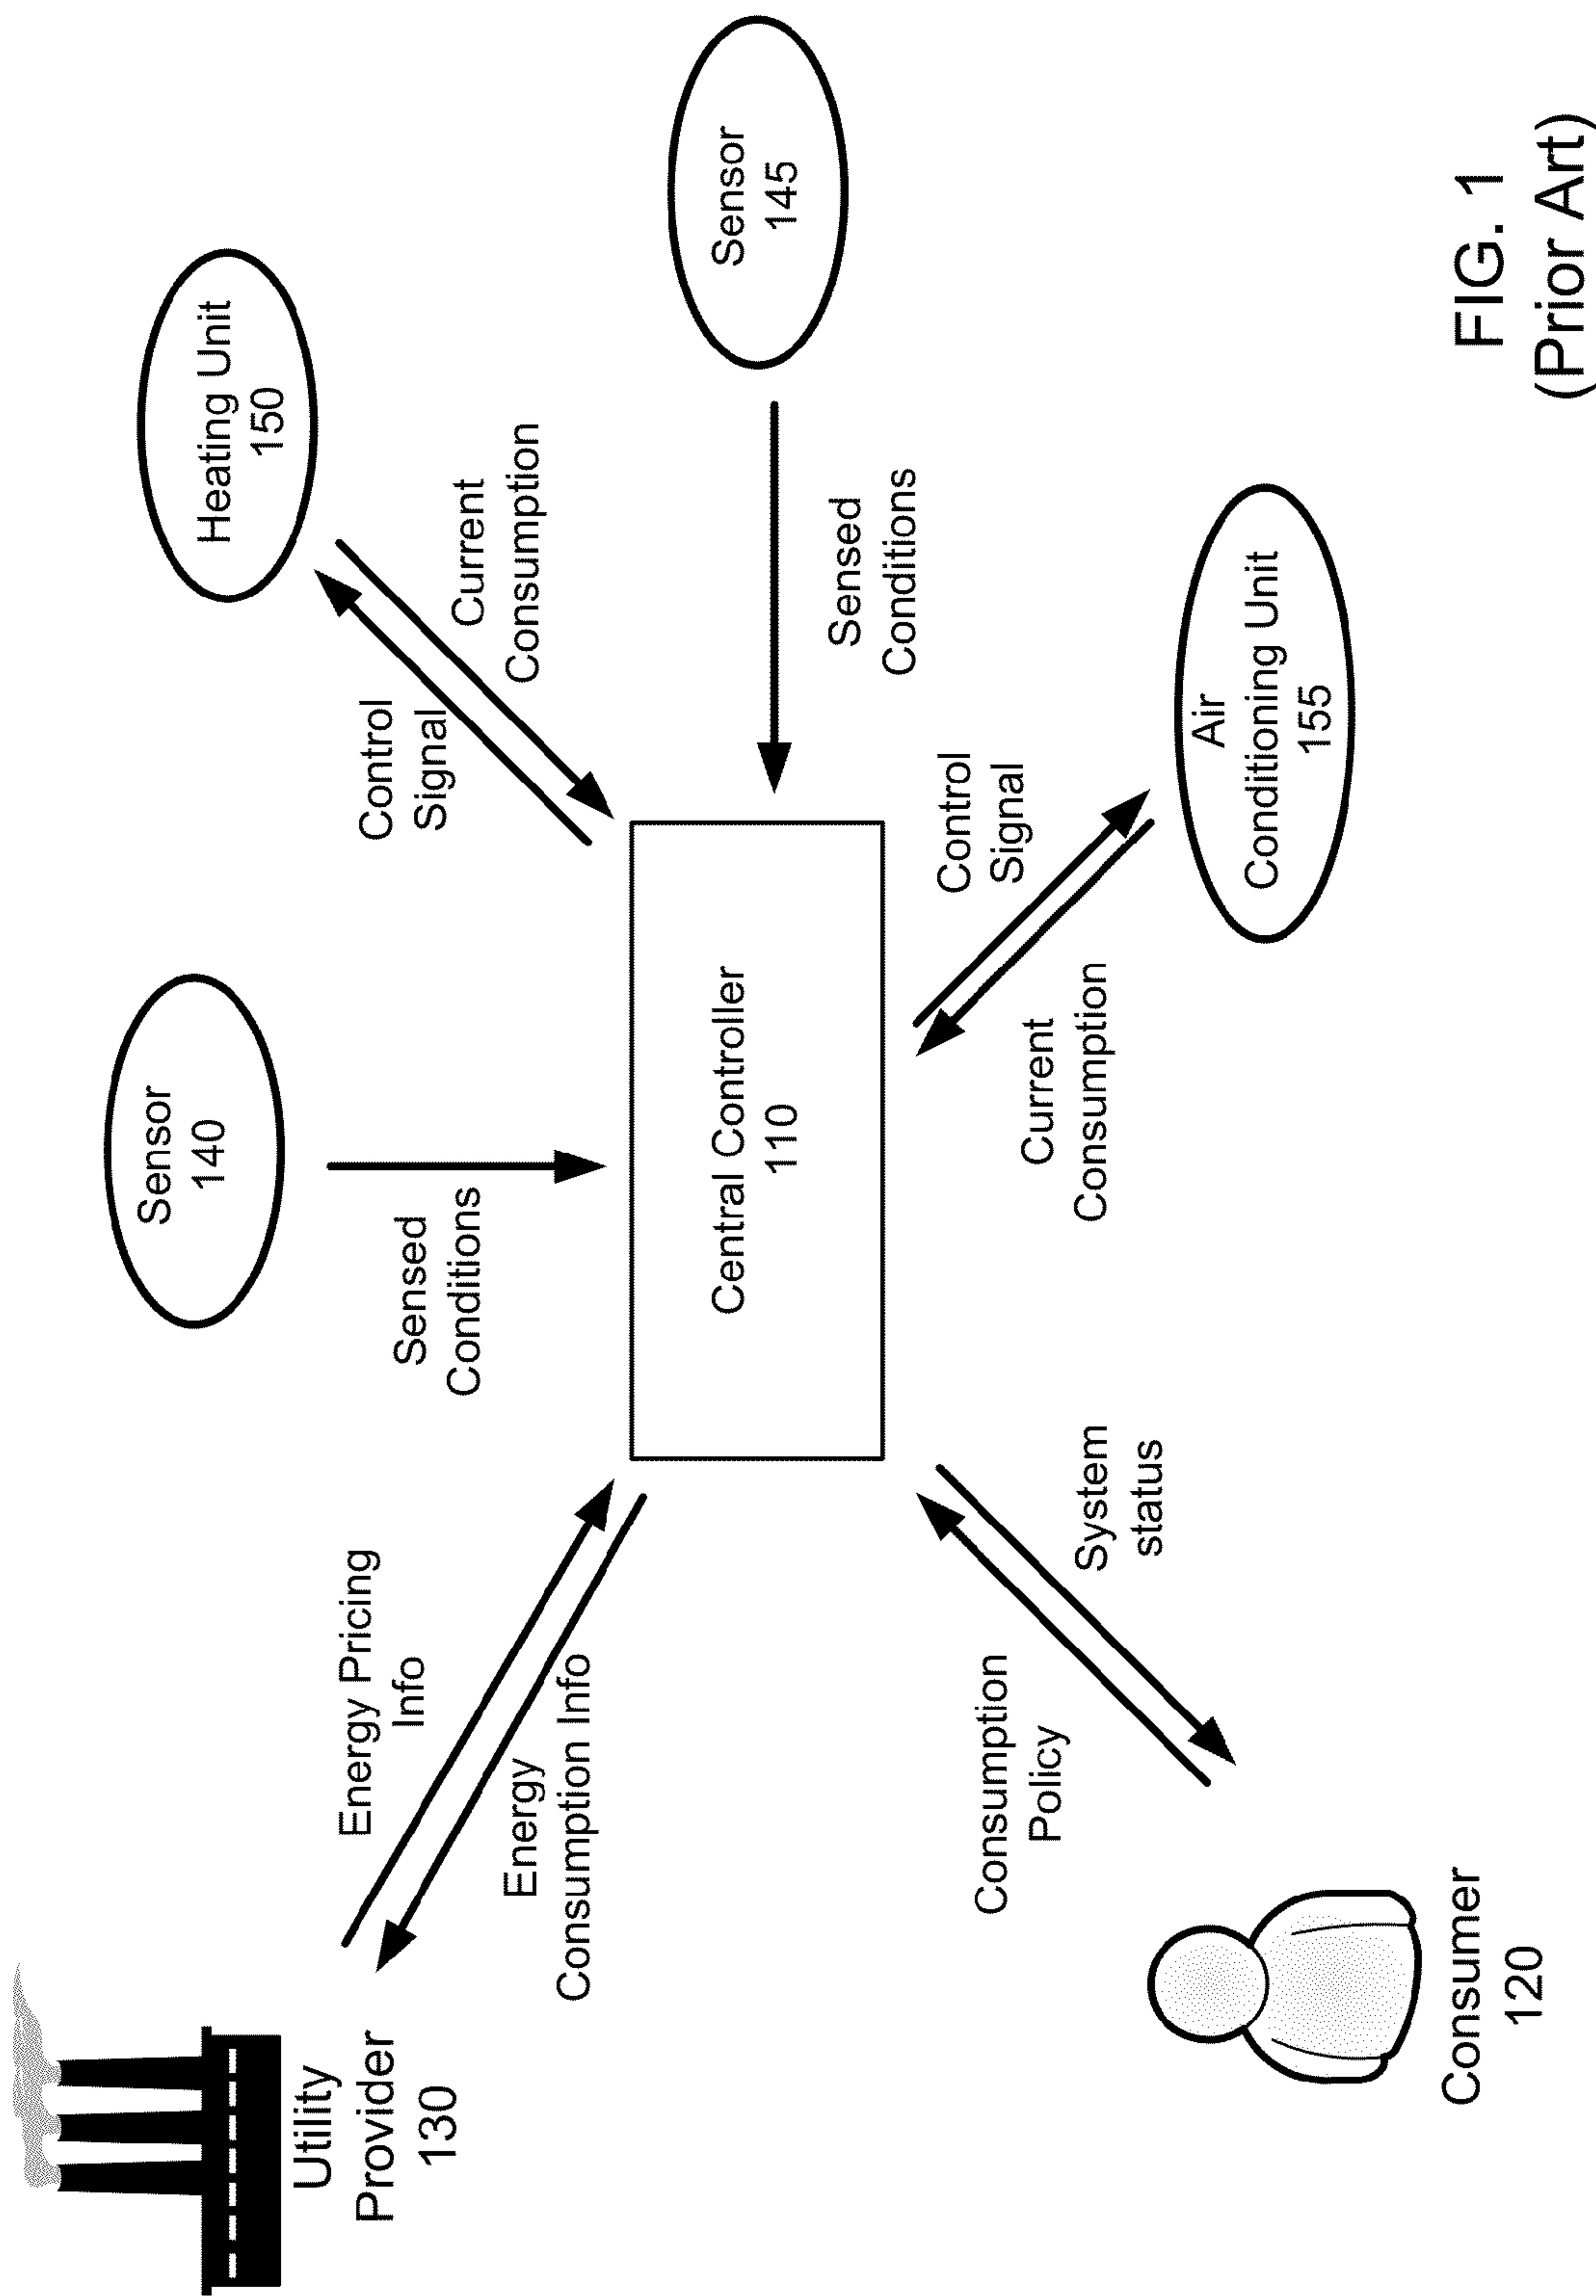 Utility
Provider
130
Energy Pricing
Info
Energy
Consumption Info
Sensor
140
Sensed
Conditions
Heating Unit
150
Control
Signal
Current
Consumption
Central Controller
110
Sensor
145
Sensed
Conditions
Consumption
Policy
System
status
Consumer
120
Current
Consumption
Control
Signal
Air
Conditioning Unit
155
FIG. 1
(Prior Art)